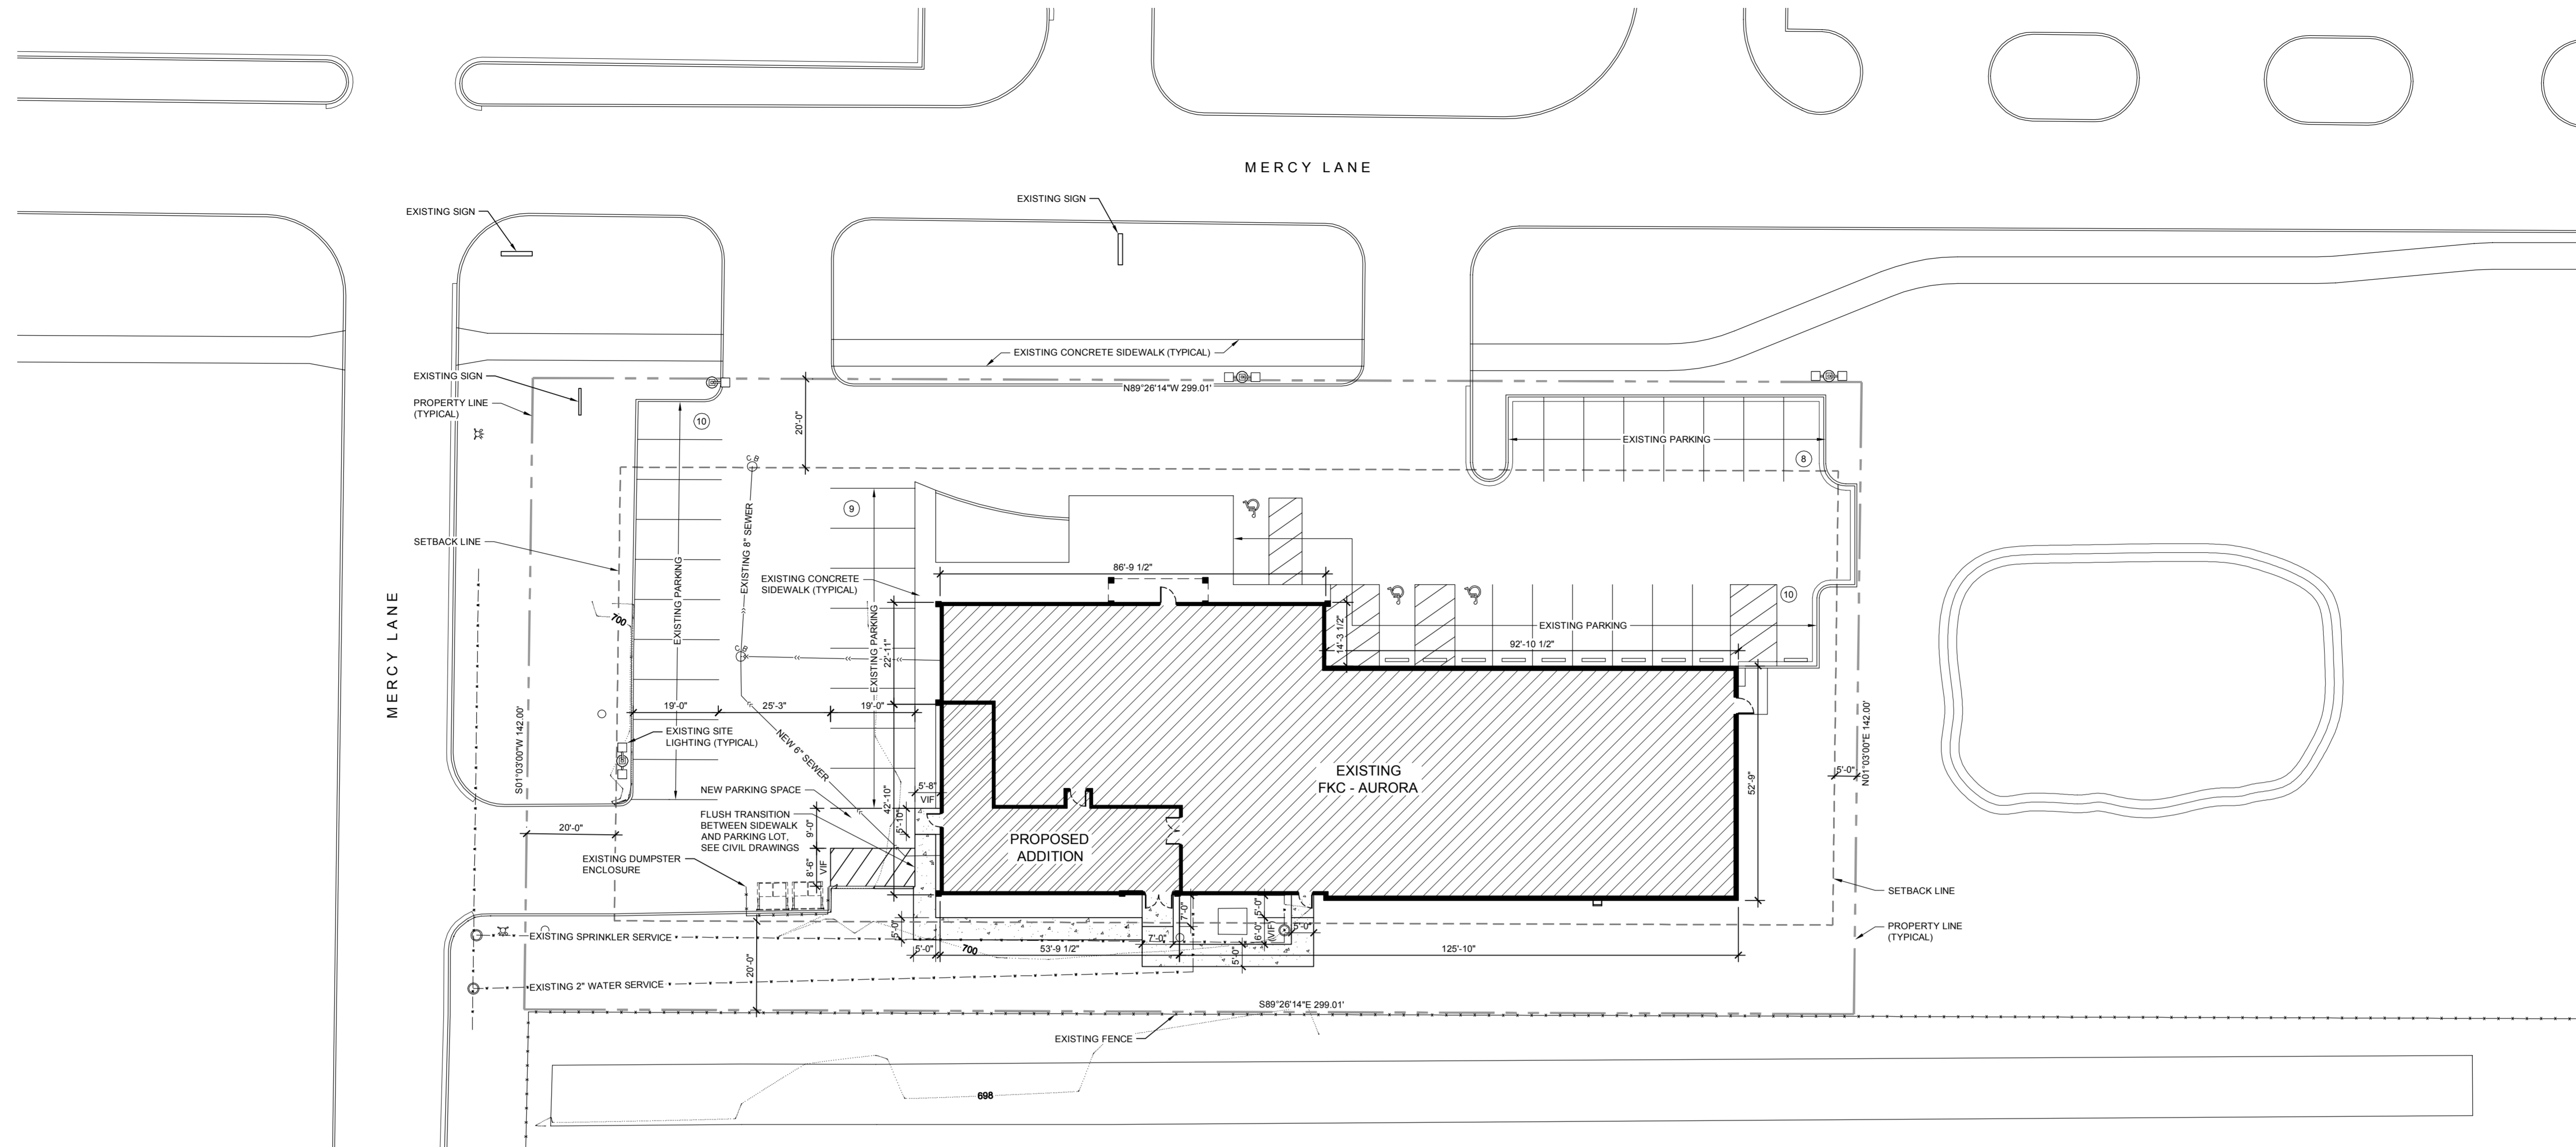 MERCY LANE
EXISTING SIGN
EXISTING SIGN
EXISTING CONCRETE SIDEWALK (TYPICAL)
EXISTING SIGN
N89°26'14"W 299.01'
PROPERTY LINE
(TYPICAL)
10
20'-0"
EXISTING PARKING
8
C.B
9
EXISTING 8" SEWER
SETBACK LINE
EXISTING PARKING
86'-9 1/2"
EXISTING CONCRETE
SIDEWALK (TYPICAL)
10
700
EXISTING PARKING
14'-3 1/2"
EXISTING PARKING
92'-10 1/2"
MERCY LANE
C.B
22'-11"
19'-0"
25'-3"
19'-0"
S01°03'00"W 142.00'
N01°03'00"E 142.00'
EXISTING SITE
LIGHTING (TYPICAL)
NEW 6" SEWER
EXISTING
FKC - AURORA
5'-0"
52'-9"
NEW PARKING SPACE
5'-8"
VIF
42'-10"
FLUSH TRANSITION
BETWEEN SIDEWALK
AND PARKING LOT,
SEE CIVIL DRAWINGS
9'-0"
5'-10"
20'-0"
PROPOSED
ADDITION
EXISTING DUMPSTER
ENCLOSURE
8'-6"
VIF
SETBACK LINE
5'-0"
7'-0"
5'-0"
6'-0"
(VIF)
5'-0"
PROPERTY LINE
(TYPICAL)
EXISTING SPRINKLER SERVICE
7'-0"
5'-0"
700
53'-9 1/2"
5'-0"
125'-10"
20'-0"
EXISTING 2" WATER SERVICE
S89°26'14"E 299.01'
EXISTING FENCE
698